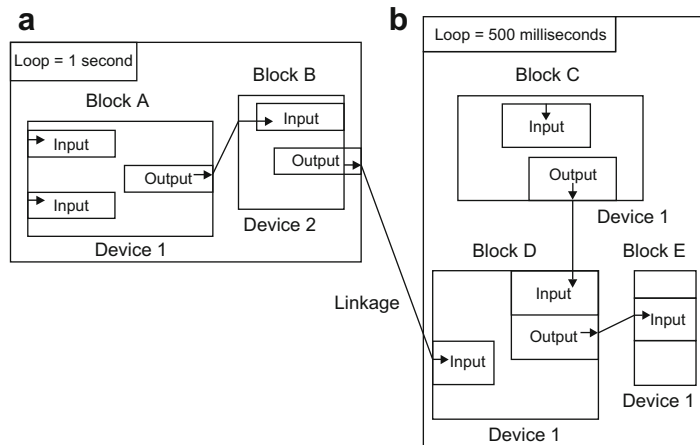 a
Loop = 1 second
Block A
Block B
Input
Input
Output
Output
Input
Device 2
Device 1
Linkage
b
Loop = 500 milliseconds
Block C
Input
Output
Device 1
Block D
Block E
Input
Output
Input
Input
Device 1
Device 1